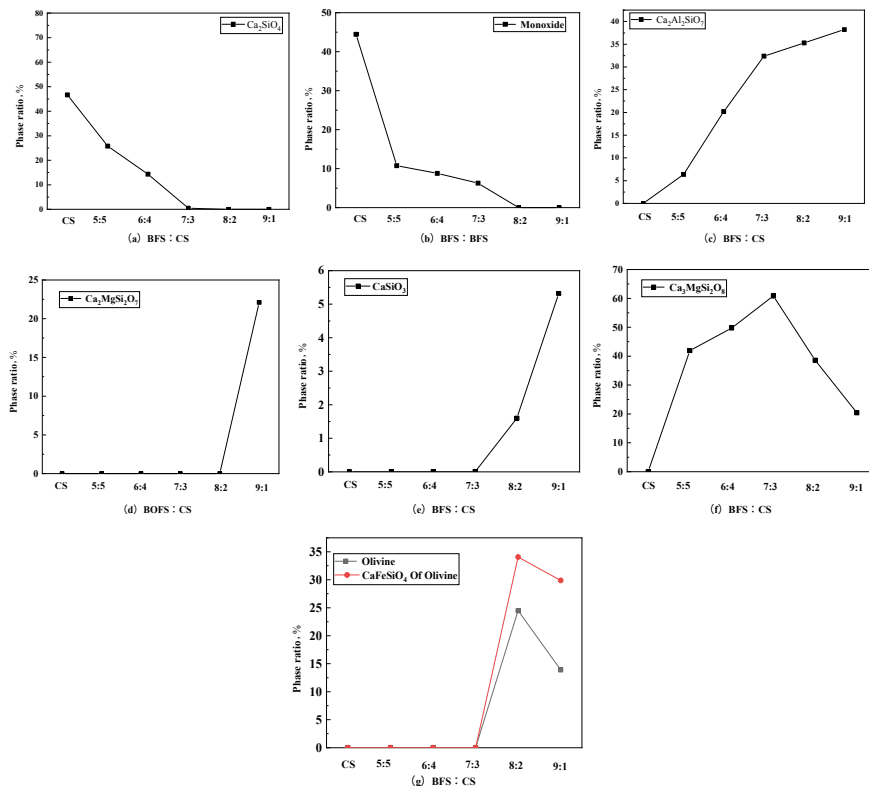 Ca₂SiO₄
Phase ratio, %
80
70
60
50
40
30
20
10
0
CS 5:5 6:4 7:3 8:2 9:1
(a) BFS：CS
Monoxide
Phase ratio, %
50
40
30
20
10
0
CS 5:5 6:4 7:3 8:2 9:1
(b) BFS：BFS
Ca₂Al₂SiO₇
Phase ratio, %
40
35
30
25
20
15
10
5
0
CS 5:5 6:4 7:3 8:2 9:1
(c) BFS：CS
Ca₂MgSi₂O₇
Phase ratio, %
25
20
15
10
5
0
CS 5:5 6:4 7:3 8:2 9:1
(d) BOFS：CS
CaSiO₃
Phase ratio, %
6
5
4
3
2
1
0
CS 5:5 6:4 7:3 8:2 9:1
(e) BFS：CS
Ca₃MgSi₂O₈
Phase ratio, %
70
60
50
40
30
20
10
0
CS 5:5 6:4 7:3 8:2 9:1
(f) BFS：CS
Olivine
CaFeSiO₄ Of Olivine
Phase ratio, %
35
30
25
20
15
10
5
0
CS 5:5 6:4 7:3 8:2 9:1
(g) BFS：CS